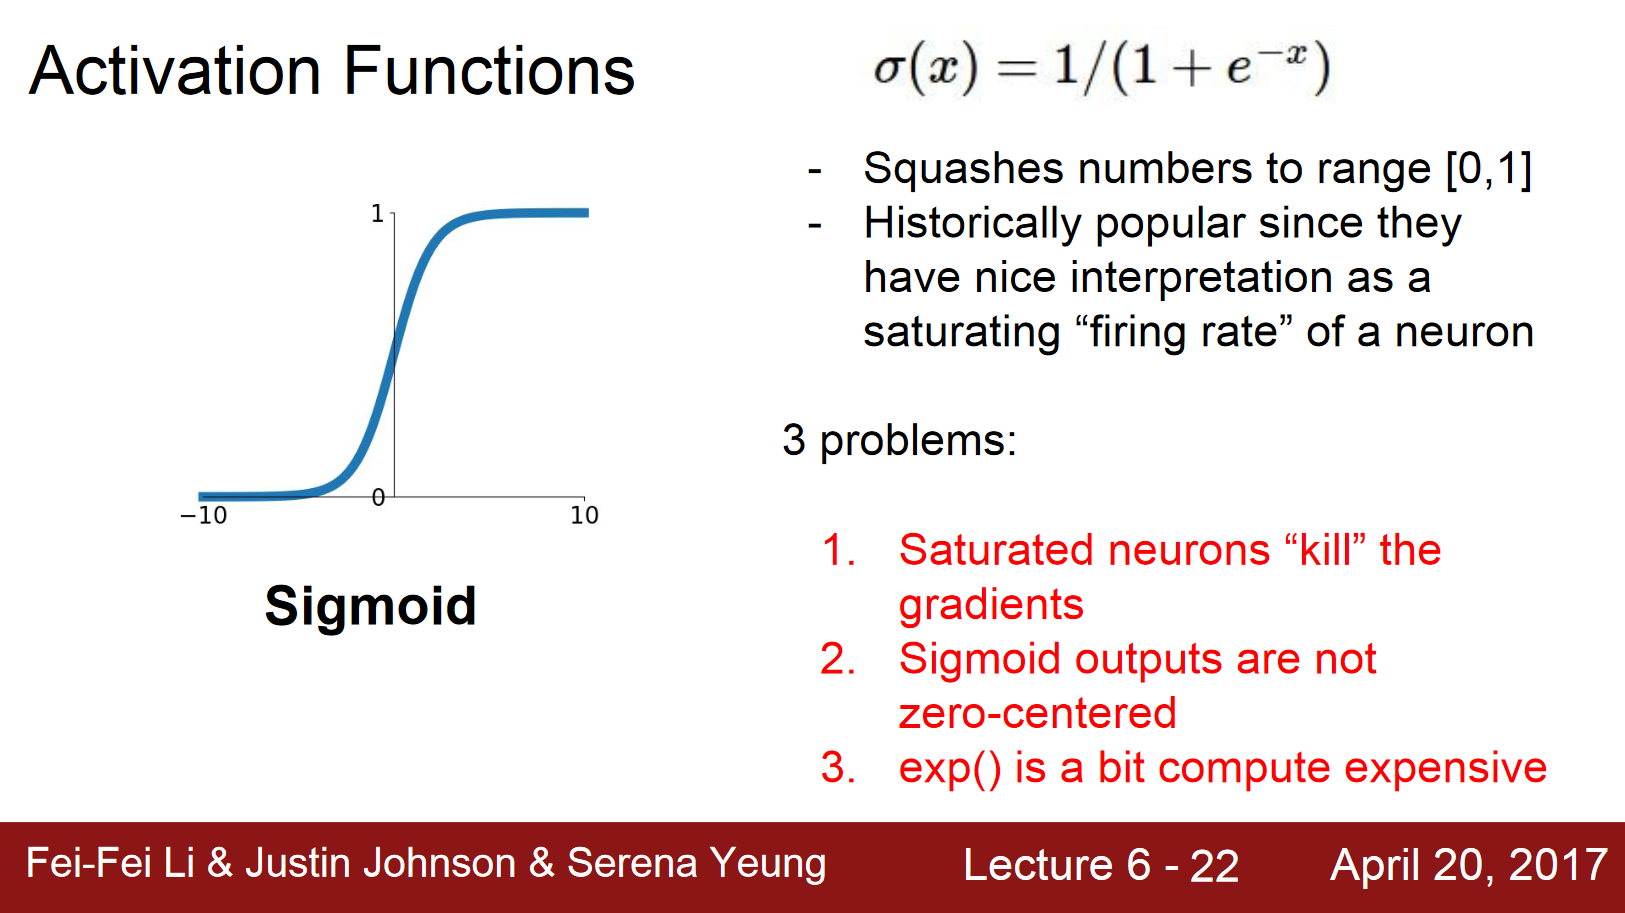 Activation Functions
σ(x) = 1/(1 + e^{-x})
- Squashes numbers to range [0,1]
- Historically popular since they
have nice interpretation as a
saturating “firing rate” of a neuron
1
0
−10
10
Sigmoid
3 problems:
1. Saturated neurons “kill” the
gradients
2. Sigmoid outputs are not
zero-centered
3. exp() is a bit compute expensive
Fei-Fei Li & Justin Johnson & Serena Yeung
Lecture 6 - 22
April 20, 2017